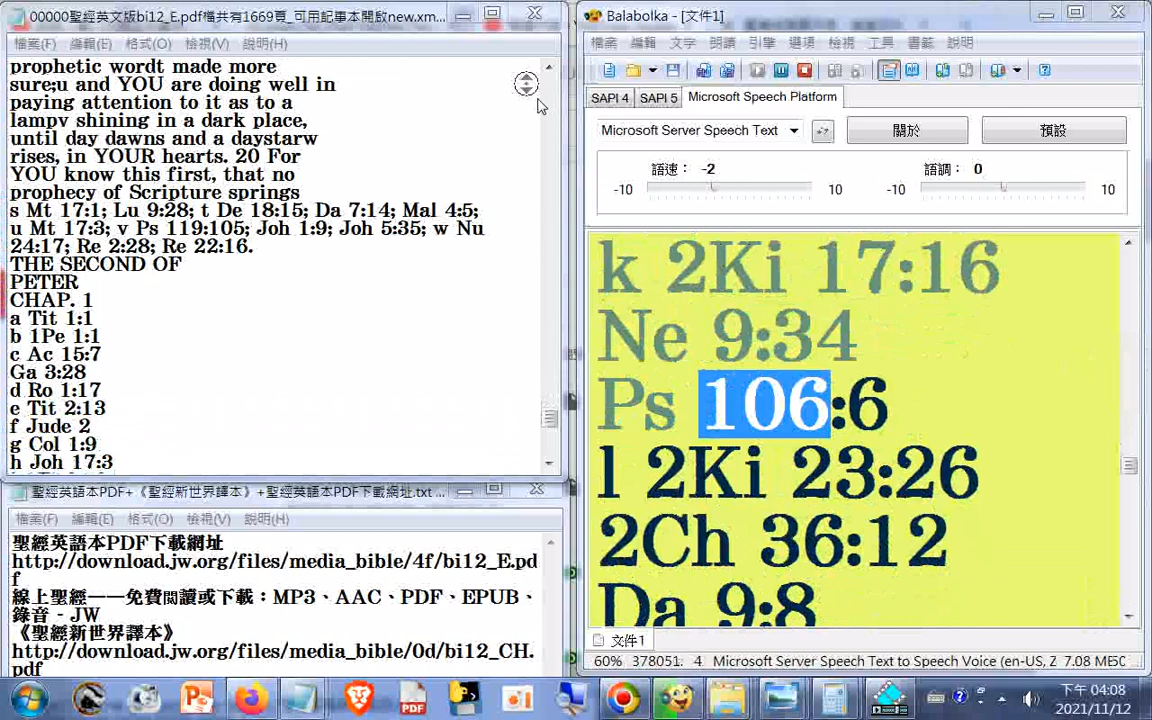 00000聖經英文版bi12_E.pdf檔共有1669頁_可用記事本開啟new.xm...
檔案(F) 編輯(E) 格式(O) 檢視(V) 說明(H)
prophetic wordt made more
sure;u and YOU are doing well in
paying attention to it as to a
lampv shining in a dark place,
until day dawns and a daystarw
rises, in YOUR hearts. 20 For
YOU know this first, that no
prophecy of Scripture springs
s Mt 17:1; Lu 9:28; t De 18:15; Da 7:14; Mal 4:5;
u Mt 17:3; v Ps 119:105; Joh 1:9; Joh 5:35; w Nu
24:17; Re 2:28; Re 22:16.
THE SECOND OF
PETER
CHAP. 1
a Tit 1:1
b 1Pe 1:1
c Ac 15:7
Ga 3:28
d Ro 1:17
e Tit 2:13
f Jude 2
g Col 1:9
h Joh 17:3
聖經英語本PDF+《聖經新世界譯本》+聖經英語本PDF下載網址.txt ...
檔案(F) 編輯(E) 格式(O) 檢視(V) 說明(H)
聖經英語本PDF下載網址
http://download.jw.org/files/media_bible/4f/bi12_E.pd
f
線上聖經——免費閱讀或下載：MP3、AAC、PDF、EPUB、
錄音 - JW
《聖經新世界譯本》
http://download.jw.org/files/media_bible/0d/bi12_CH.
pdf
Balabolka - [文件1]
檔案 編輯 文字 朗讀 引擎 選項 檢視 工具 書籤 說明
SAPI 4 SAPI 5 Microsoft Speech Platform
Microsoft Server Speech Text 關於 預設
語速： -2 語調： 0
-10 10 -10 10
k 2Ki 17:16
Ne 9:34
Ps 106:6
l 2Ki 23:26
2Ch 36:12
Da 9:8
文件1
60% 378051. 4 Microsoft Server Speech Text to Speech Voice (en-US, Z 7.08 ME50
PDF
下午 04:08
2021/11/12